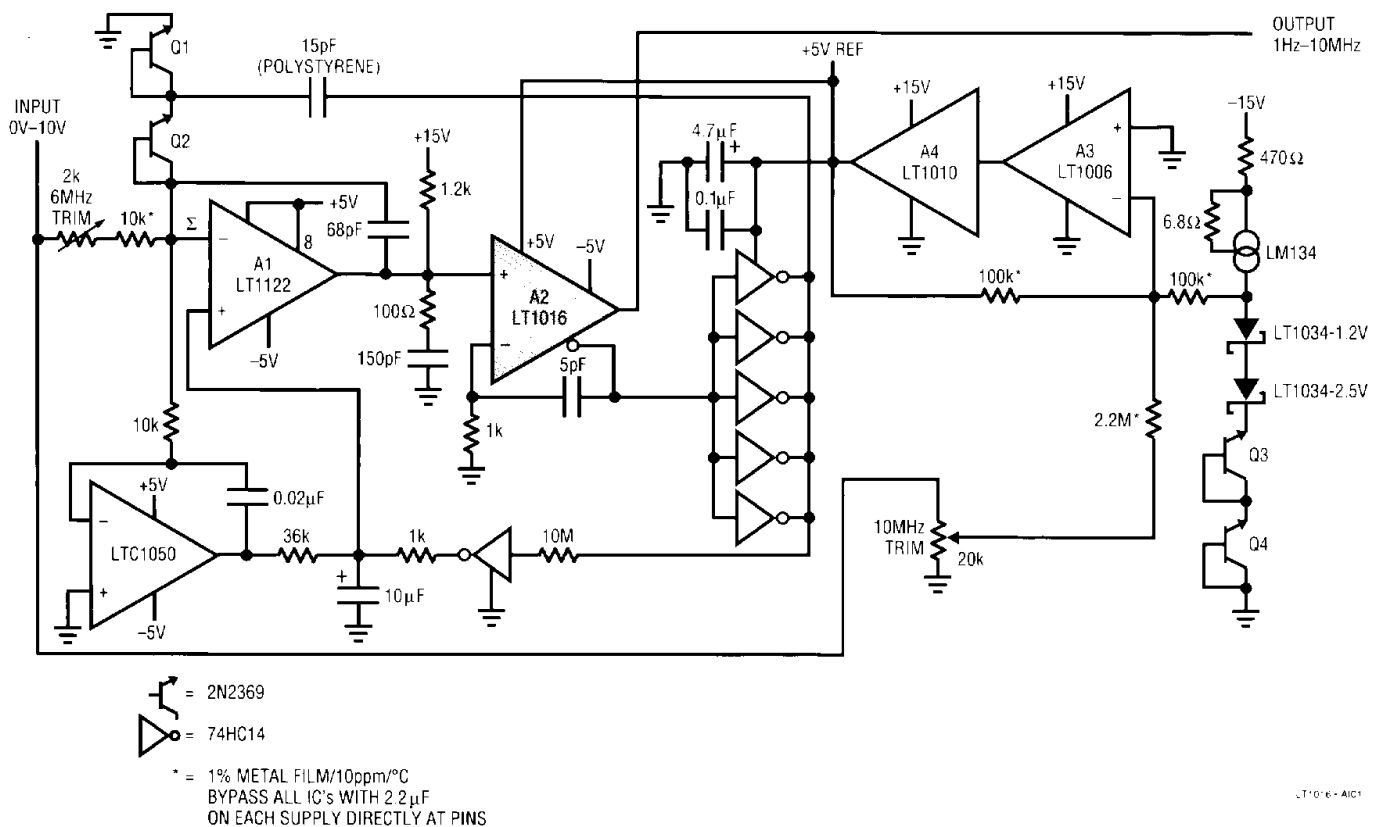 OUTPUT
1Hz–10MHz
Q1
15pF
(POLYSTYRENE)
+5V REF
INPUT
0V–10V
Q2
+15V
+15V
+15V
–15V
4.7µF
+
470Ω
A4
LT1010
A3
LT1006
+
–
2k
6MHz
TRIM
10k*
1.2k
0.1µF
6.8Ω
LM134
Σ
–
+5V
8
68pF
A1
LT1122
+
–5V
+
+5V
–5V
A2
LT1016
–
100k*
100k*
100Ω
150pF
5pF
1k
LT1034-1.2V
LT1034-2.5V
10k
2.2M*
Q3
–
+5V
0.02µF
LTC1050
+
–5V
36k
1k
10M
+
10µF
10MHz
TRIM
20k
Q4
= 2N2369
= 74HC14
* = 1% METAL FILM/10ppm/°C
BYPASS ALL IC's WITH 2.2µF
ON EACH SUPPLY DIRECTLY AT PINS
LT1016 • AI01